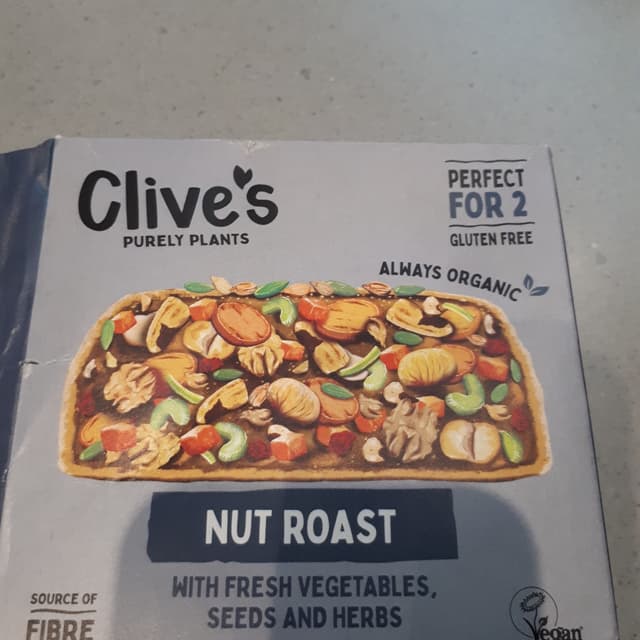 Clive's
PURELY PLANTS
PERFECT
FOR 2
GLUTEN FREE
ALWAYS ORGANIC
NUT ROAST
WITH FRESH VEGETABLES,
SEEDS AND HERBS
SOURCE OF
FIBRE
Vegan